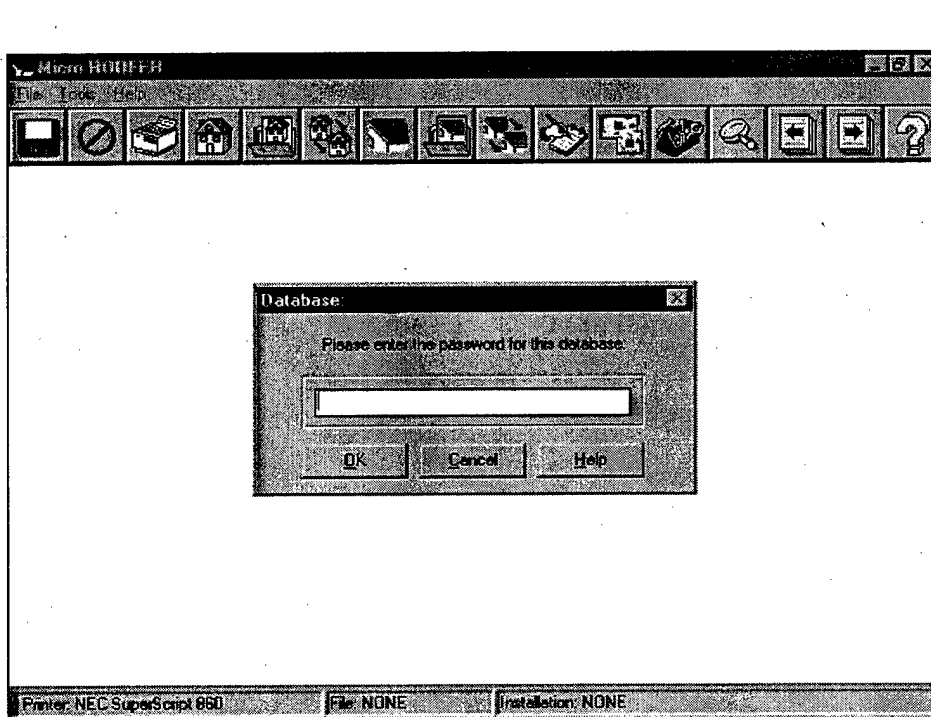 Micro ROOFER
File Tools Help
Database:
Please enter the password for this database:
OK Cancel Help
Printer: NEC SuperScript 860 File: NONE Installation: NONE